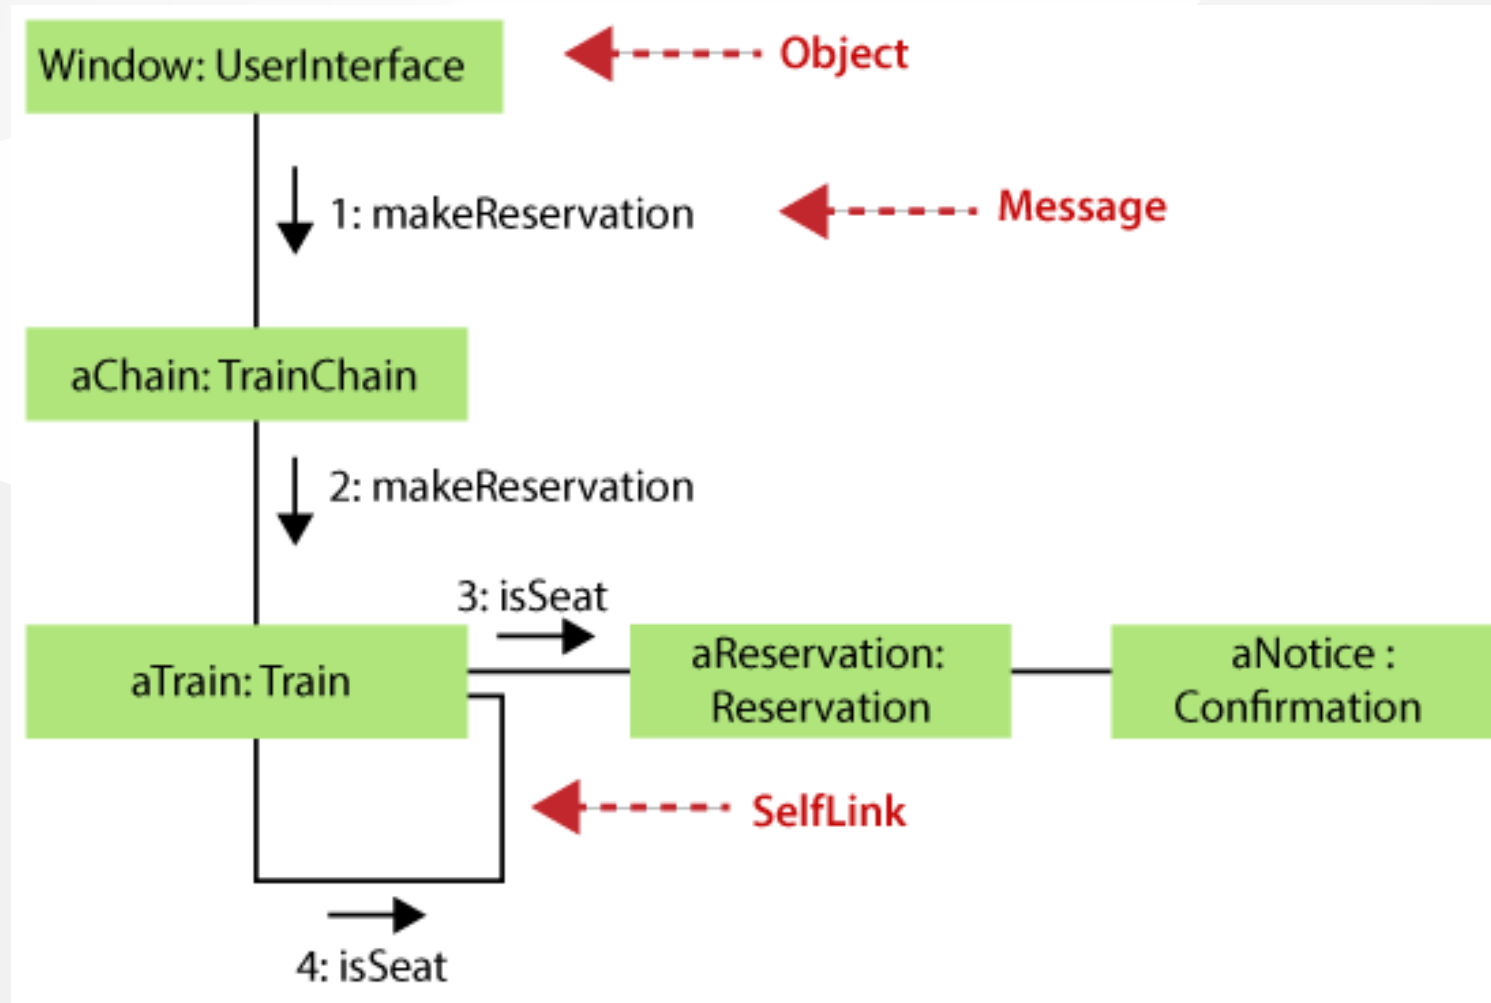 Window: UserInterface
Object
1: makeReservation
Message
aChain: TrainChain
2: makeReservation
3: isSeat
aTrain: Train
aReservation:
Reservation
aNotice :
Confirmation
SelfLink
4: isSeat